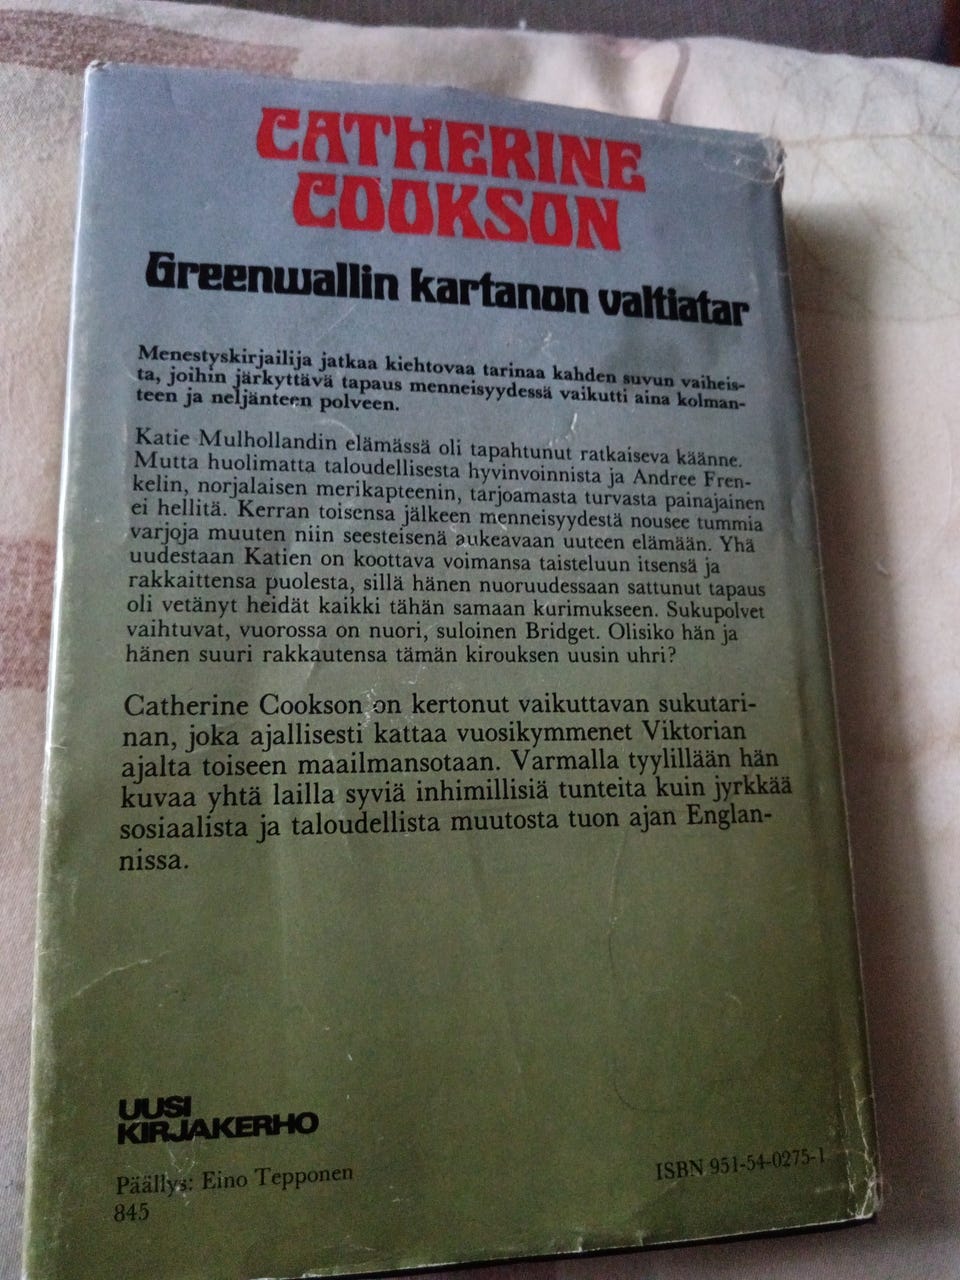 CATHERINE
COOKSON
Greenwallin kartanon valtiatar
Menestyskirjailija jatkaa kiehtovaa tarinaa kahden suvun vaiheis-
ta, joihin järkyttävä tapaus menneisyydessä vaikutti aina kolman-
teen ja neljänteen polveen.
Katie Mulhollandin elämässä oli tapahtunut ratkaiseva käänne.
Mutta huolimatta taloudellisesta hyvinvoinnista ja Andree Fren-
kelin, norjalaisen merikapteenin, tarjoamasta turvasta painajainen
ei hellitä. Kerran toisensa jälkeen menneisyydestä nousee tummia
varjoja muuten niin seesteisenä aukeavaan uuteen elämään. Yhä
uudestaan Katien on koottava voimansa taisteluun itsensä ja
rakkaittensa puolesta, sillä hänen nuoruudessaan sattunut tapaus
oli vetänyt heidät kaikki tähän samaan kurimukseen. Sukupolvet
vaihtuvat, vuorossa on nuori, suloinen Bridget. Olisiko hän ja
hänen suuri rakkautensa tämän kirouksen uusin uhri?
Catherine Cookson on kertonut vaikuttavan sukutari-
nan, joka ajallisesti kattaa vuosikymmenet Viktorian
ajalta toiseen maailmansotaan. Varmalla tyylillään hän
kuvaa yhtä lailla syviä inhimillisiä tunteita kuin jyrkkää
sosiaalista ja taloudellista muutosta tuon ajan Englan-
nissa.
UUSI
KIRJAKERHO
Päällys: Eino Tepponen
845
ISBN 951-54-0275-1